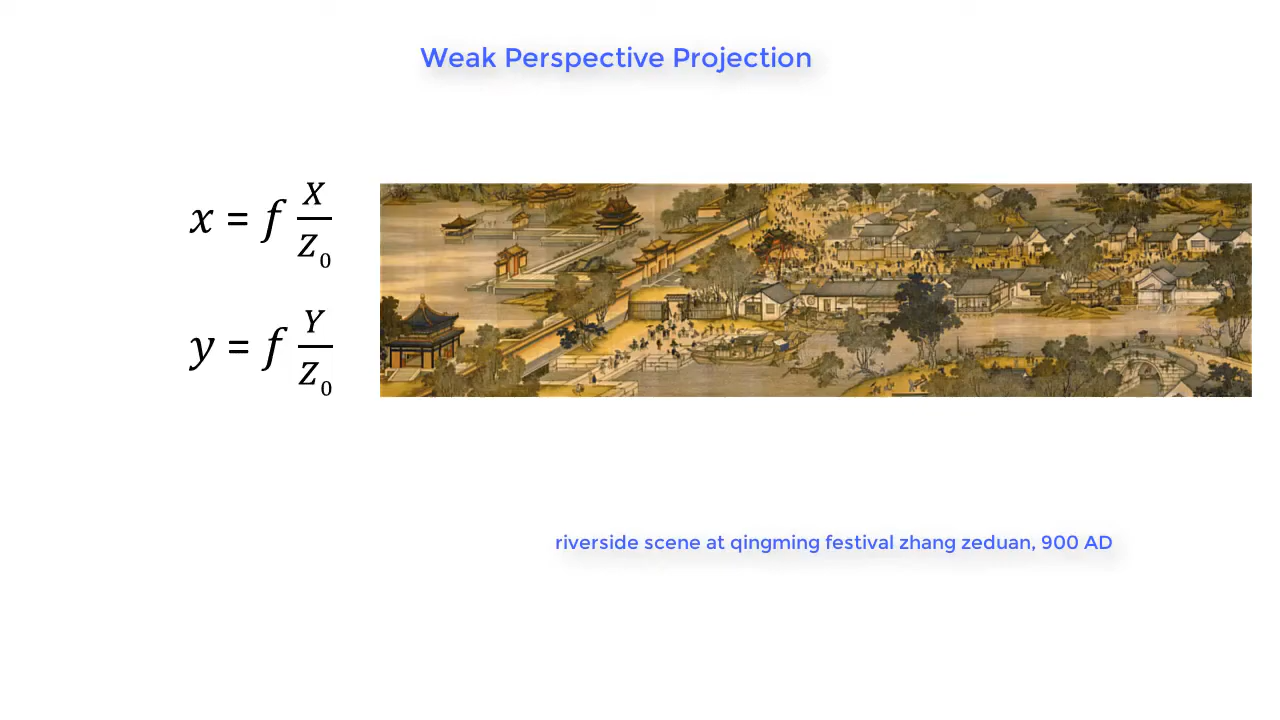 Weak Perspective Projection
x = f X/Z₀
y = f Y/Z₀
riverside scene at qingming festival zhang zeduan, 900 AD